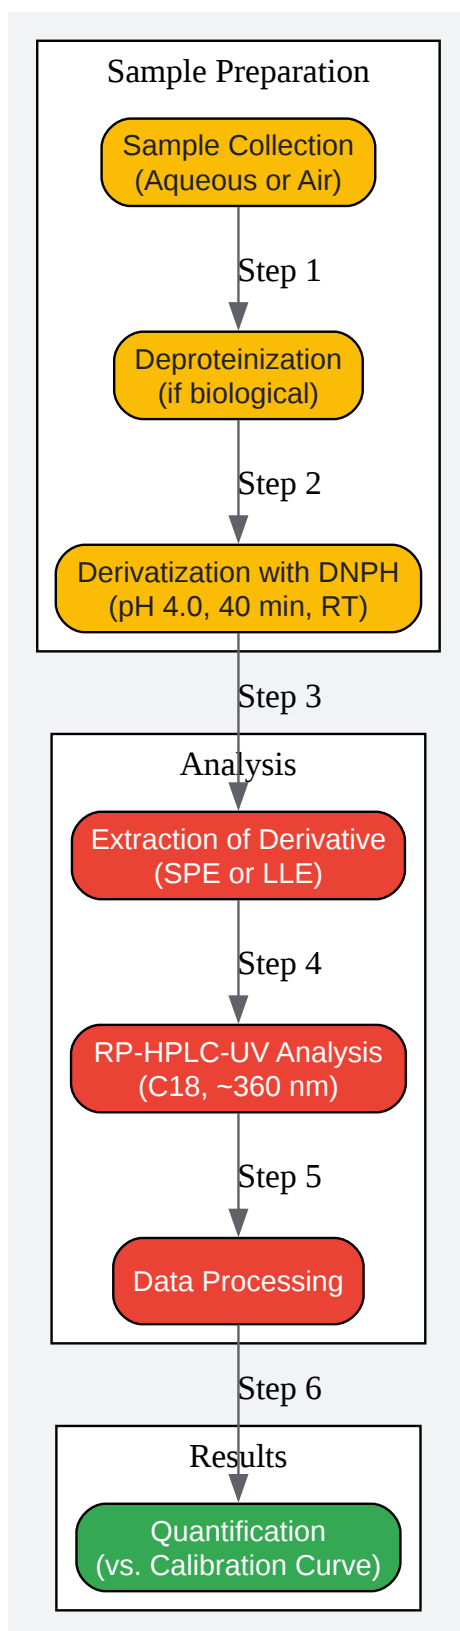 Sample Preparation
Sample Collection
(Aqueous or Air)
Step 1
Deproteinization
(if biological)
Step 2
Derivatization with DNPH
(pH 4.0, 40 min, RT)
Step 3
Analysis
Extraction of Derivative
(SPE or LLE)
Step 4
RP-HPLC-UV Analysis
(C18, ~360 nm)
Step 5
Data Processing
Step 6
Results
Quantification
(vs. Calibration Curve)